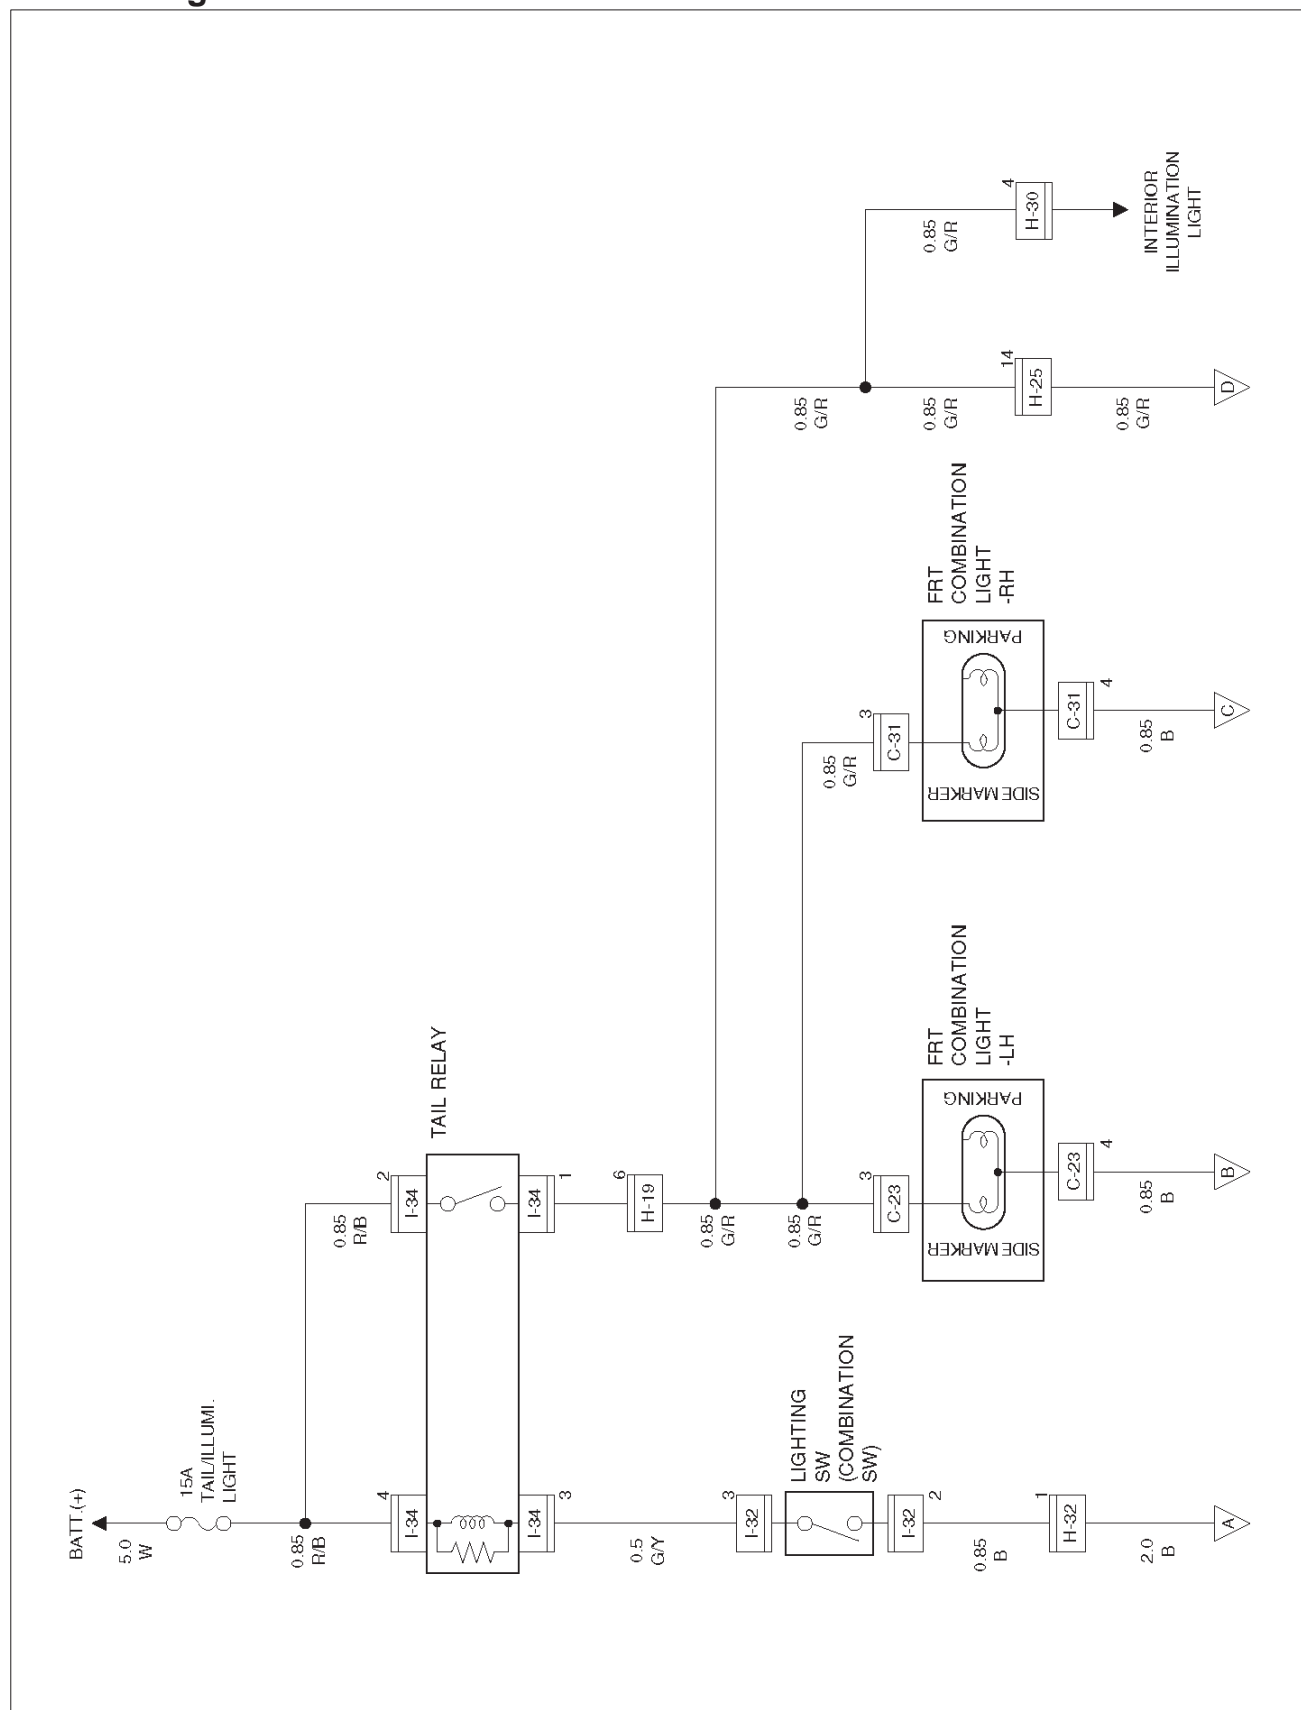 BATT.(+)
5.0
W
15A
TAIL/ILLUMI.
LIGHT
0.85
R/B
0.85
R/B
4
I-34
2
I-34
TAIL RELAY
I-34
3
I-34
1
0.5
G/Y
H-19
6
0.85
G/R
0.85
G/R
0.85
G/R
0.85
G/R
0.85
G/R
0.85
G/R
I-32
3
LIGHTING
SW
(COMBINATION
SW)
I-32
2
0.85
B
H-32
1
2.0
B
A
C-23
3
FRT
COMBINATION
LIGHT
-LH
SIDE MARKER
PARKING
C-23
4
0.85
B
B
C-31
3
FRT
COMBINATION
LIGHT
-RH
SIDE MARKER
PARKING
C-31
4
0.85
B
C
H-25
14
0.85
G/R
D
H-30
4
INTERIOR
ILLUMINATION
LIGHT